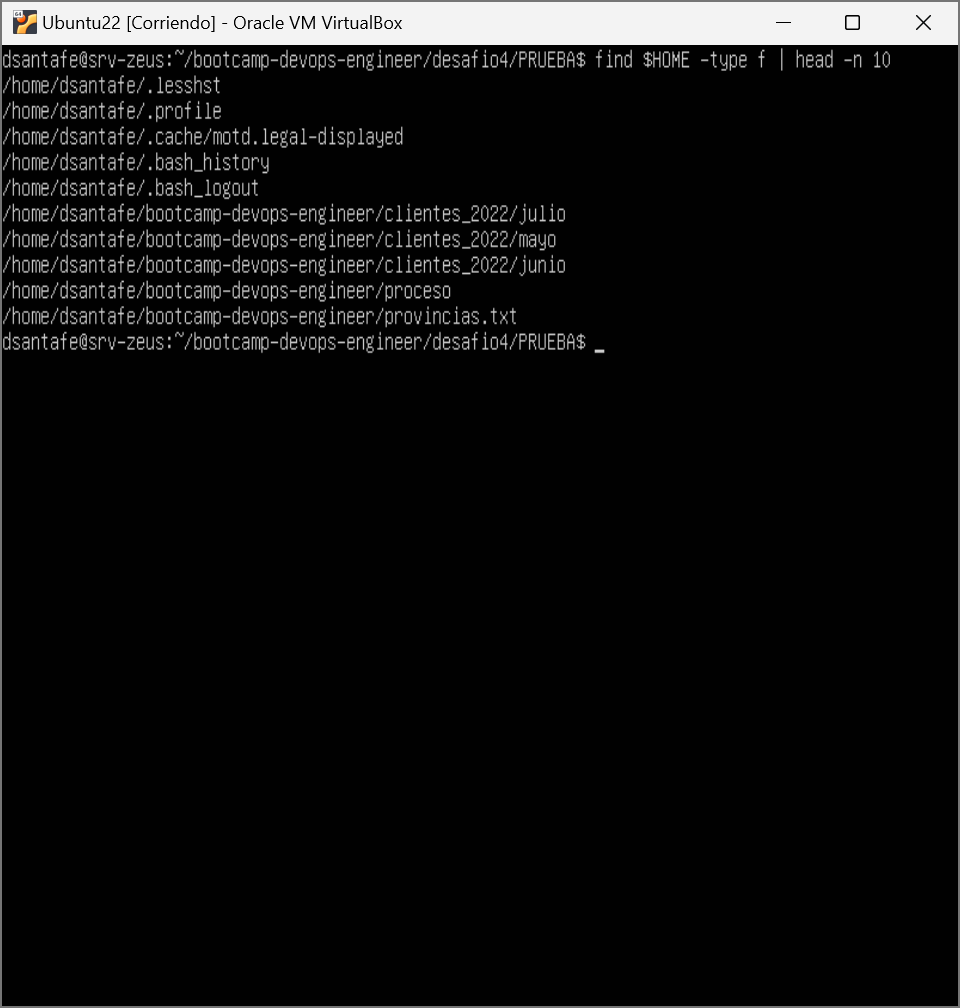 Ubuntu22 [Corriendo] - Oracle VM VirtualBox
dsantafe@srv-zeus:~/bootcamp-devops-engineer/desafio4/PRUEBA$ find $HOME -type f | head -n 10
/home/dsantafe/.lesshst
/home/dsantafe/.profile
/home/dsantafe/.cache/motd.legal-displayed
/home/dsantafe/.bash_history
/home/dsantafe/.bash_logout
/home/dsantafe/bootcamp-devops-engineer/clientes_2022/julio
/home/dsantafe/bootcamp-devops-engineer/clientes_2022/mayo
/home/dsantafe/bootcamp-devops-engineer/clientes_2022/junio
/home/dsantafe/bootcamp-devops-engineer/proceso
/home/dsantafe/bootcamp-devops-engineer/provincias.txt
dsantafe@srv-zeus:~/bootcamp-devops-engineer/desafio4/PRUEBA$ _